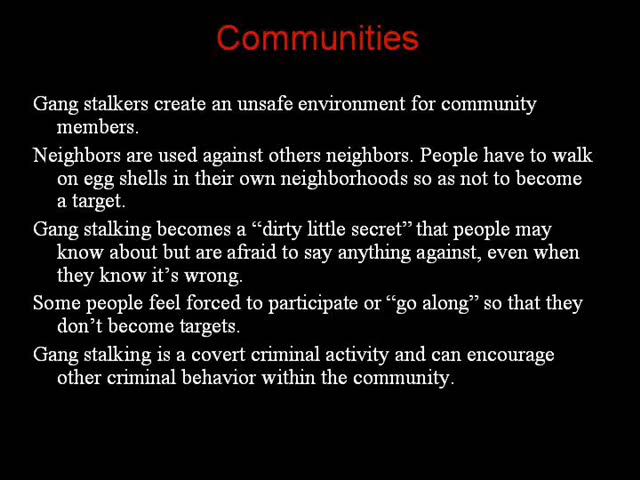 Communities
Gang stalkers create an unsafe environment for community
members.
Neighbors are used against others neighbors. People have to walk
on egg shells in their own neighborhoods so as not to become
a target.
Gang stalking becomes a “dirty little secret” that people may
know about but are afraid to say anything against, even when
they know it’s wrong.
Some people feel forced to participate or “go along” so that they
don’t become targets.
Gang stalking is a covert criminal activity and can encourage
other criminal behavior within the community.